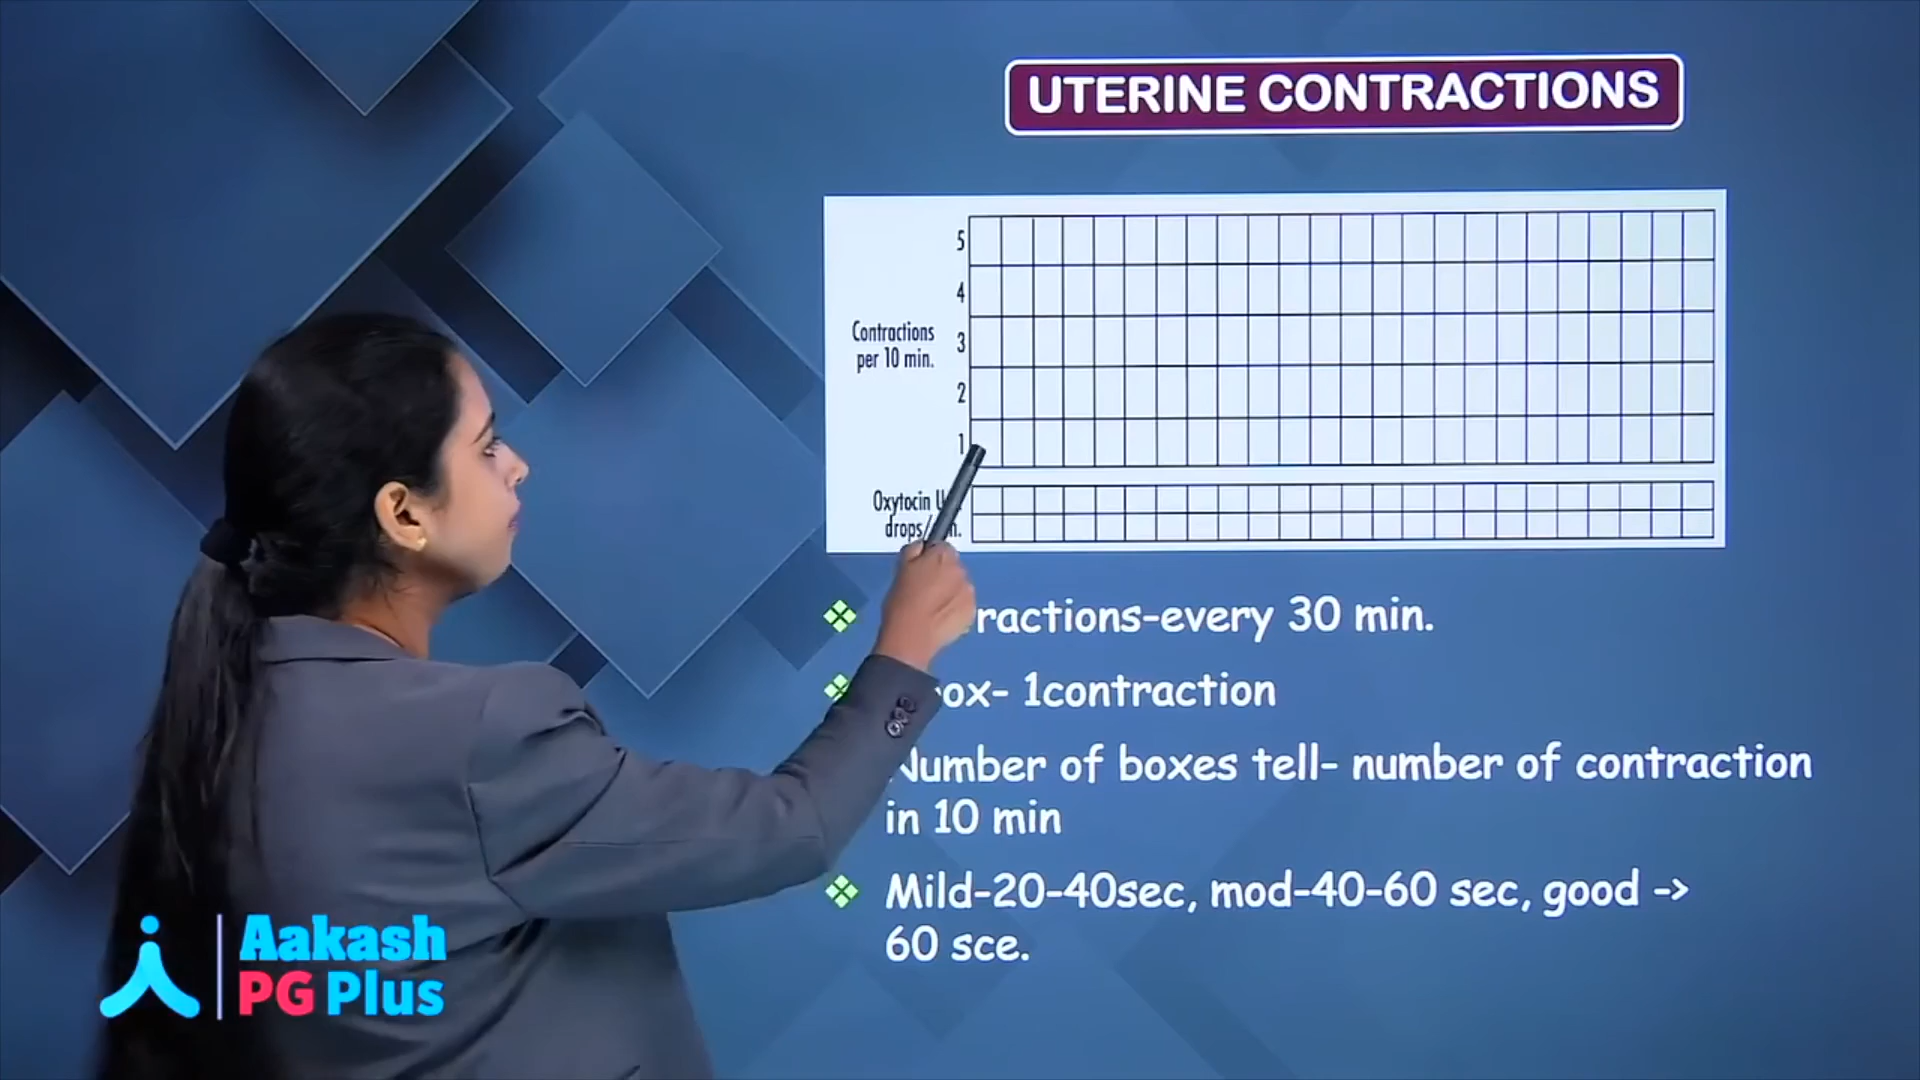 UTERINE CONTRACTIONS
5
4
Contractions
per 10 min.
3
2
1
Oxytocin
drops/
every 30 min.
1contraction
Number of boxes tell- number of contraction
in 10 min
Mild-20-40sec, mod-40-60 sec, good ->
60 sce.
Aakash
PG Plus